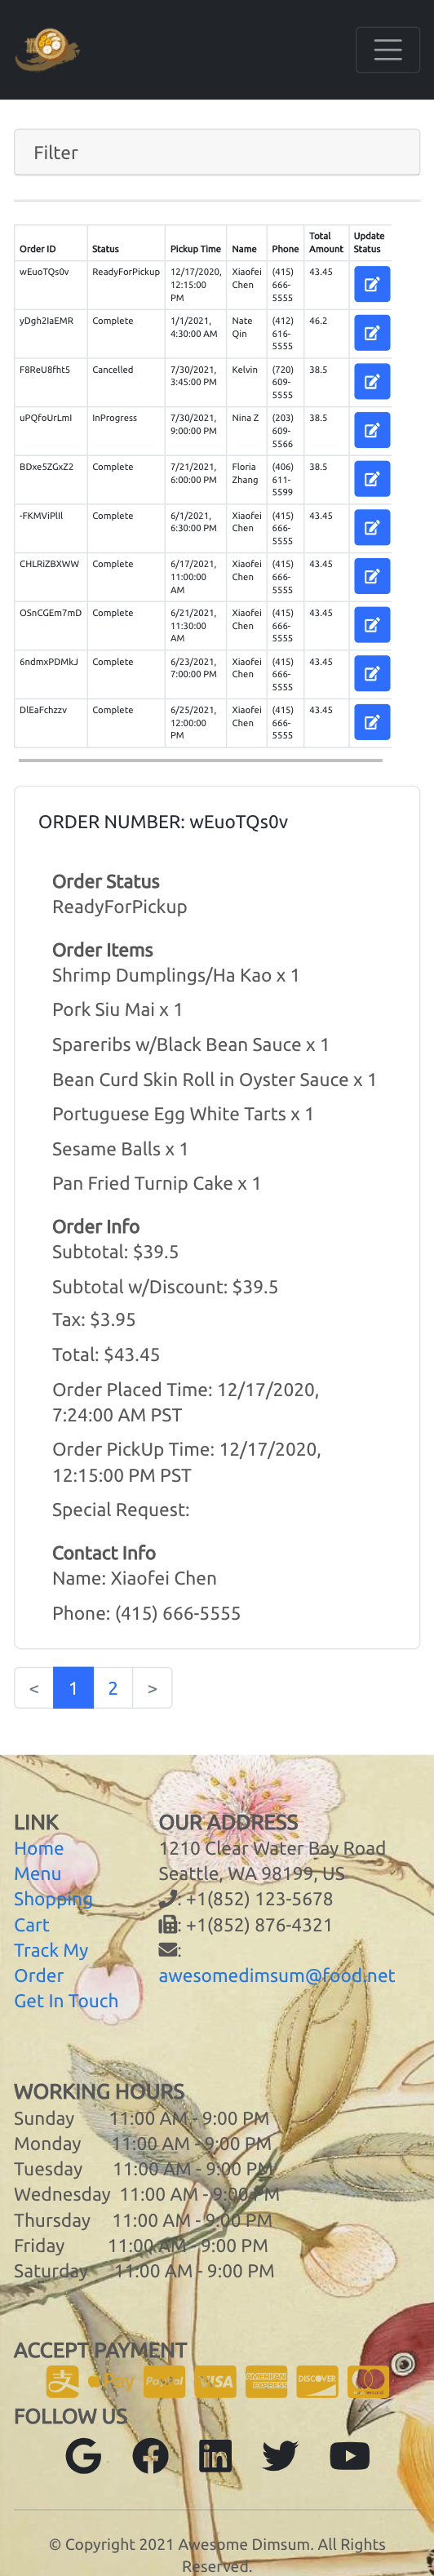 Filter
Order ID Status Pickup Time Name Phone Total Amount Update Status
wEuoTQs0v ReadyForPickup 12/17/2020, 12:15:00 PM Xiaofei Chen (415) 666-5555 43.45
yDgh2IaEMR Complete 1/1/2021, 4:30:00 AM Nate Qin (412) 616-5555 46.2
F8ReU8fht5 Cancelled 7/30/2021, 3:45:00 PM Kelvin (720) 609-5555 38.5
uPQfoUrLmI InProgress 7/30/2021, 9:00:00 PM Nina Z (203) 609-5566 38.5
BDxe5ZGxZ2 Complete 7/21/2021, 6:00:00 PM Floria Zhang (406) 611-5599 38.5
-FKMViPlIl Complete 6/1/2021, 6:30:00 PM Xiaofei Chen (415) 666-5555 43.45
CHLRiZBXWW Complete 6/17/2021, 11:00:00 AM Xiaofei Chen (415) 666-5555 43.45
OSnCGEm7mD Complete 6/21/2021, 11:30:00 AM Xiaofei Chen (415) 666-5555 43.45
6ndmxPDMkJ Complete 6/23/2021, 7:00:00 PM Xiaofei Chen (415) 666-5555 43.45
DlEaFchzzv Complete 6/25/2021, 12:00:00 PM Xiaofei Chen (415) 666-5555 43.45
ORDER NUMBER: wEuoTQs0v
Order Status
ReadyForPickup
Order Items
Shrimp Dumplings/Ha Kao x 1
Pork Siu Mai x 1
Spareribs w/Black Bean Sauce x 1
Bean Curd Skin Roll in Oyster Sauce x 1
Portuguese Egg White Tarts x 1
Sesame Balls x 1
Pan Fried Turnip Cake x 1
Order Info
Subtotal: $39.5
Subtotal w/Discount: $39.5
Tax: $3.95
Total: $43.45
Order Placed Time: 12/17/2020,
7:24:00 AM PST
Order PickUp Time: 12/17/2020,
12:15:00 PM PST
Special Request:
Contact Info
Name: Xiaofei Chen
Phone: (415) 666-5555
< 1 2 >
LINK
Home
Menu
Shopping
Cart
Track My
Order
Get In Touch
OUR ADDRESS
1210 Clear Water Bay Road
Seattle, WA 98199, US
: +1(852) 123-5678
: +1(852) 876-4321
:
awesomedimsum@food.net
WORKING HOURS
Sunday 11:00 AM - 9:00 PM
Monday 11:00 AM - 9:00 PM
Tuesday 11:00 AM - 9:00 PM
Wednesday 11:00 AM - 9:00 PM
Thursday 11:00 AM - 9:00 PM
Friday 11:00 AM - 9:00 PM
Saturday 11:00 AM - 9:00 PM
ACCEPT PAYMENT
支 Pay PayPal VISA AMERICAN EXPRESS DISCOVER
FOLLOW US
© Copyright 2021 Awesome Dimsum. All Rights
Reserved.